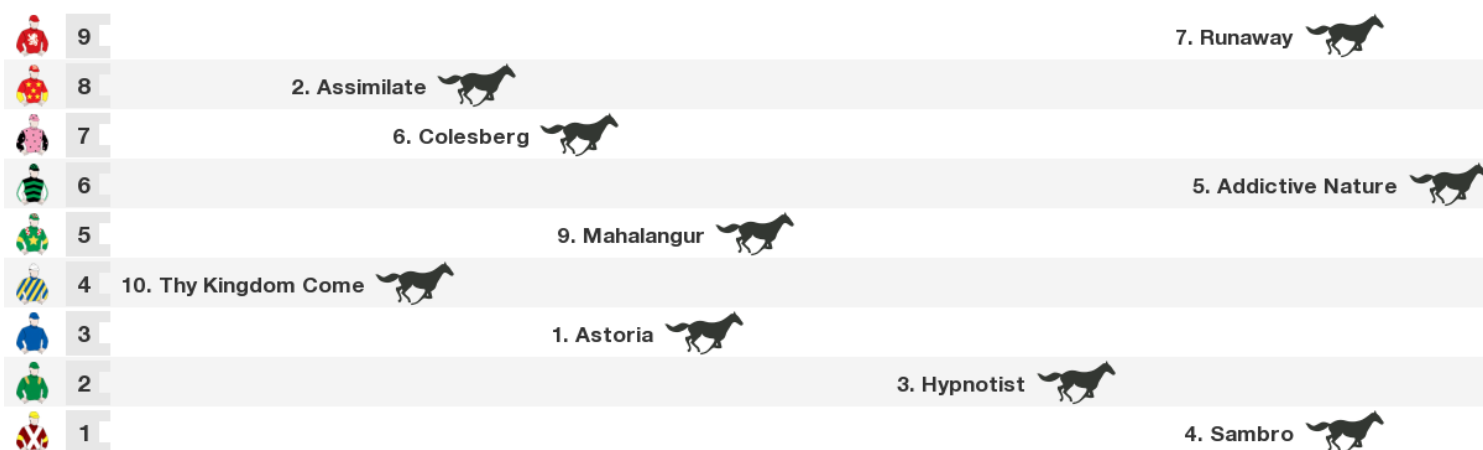 9 7. Runaway
8 2. Assimilate
7 6. Colesberg
6 5. Addictive Nature
5 9. Mahalangur
4 10. Thy Kingdom Come
3 1. Astoria
2 3. Hypnotist
1 4. Sambro